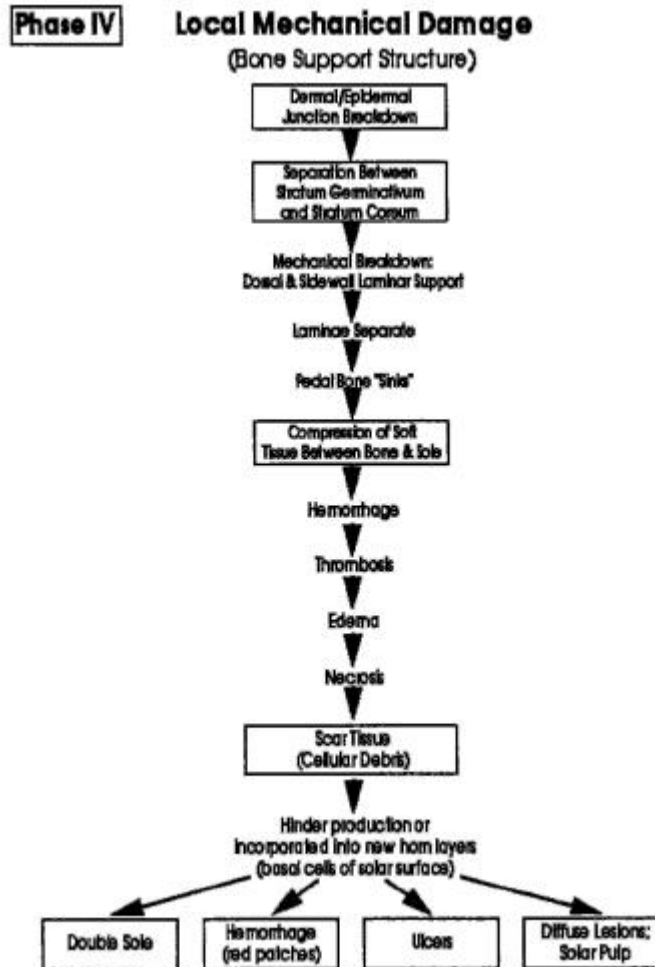 Phase IV
Local Mechanical Damage
(Bone Support Structure)
Dermal/Epidermal
Junction Breakdown
Separation Between
Stratum Germinativum
and Stratum Corsum
Mechanical Breakdown:
Dorsal & Sidewall Laminar Support
Laminae Separate
Pedal Bone "Sinks"
Compression of Soft
Tissue Between Bone & Sole
Hemorrhage
Thrombosis
Edema
Necrosis
Scar Tissue
(Cellular Debris)
Hinder production or
incorporated into new horn layers
(basal cells of solar surface)
Double Sole
Hemorrhage
(red patches)
Ulcers
Diffuse Lesions;
Solar Pulp